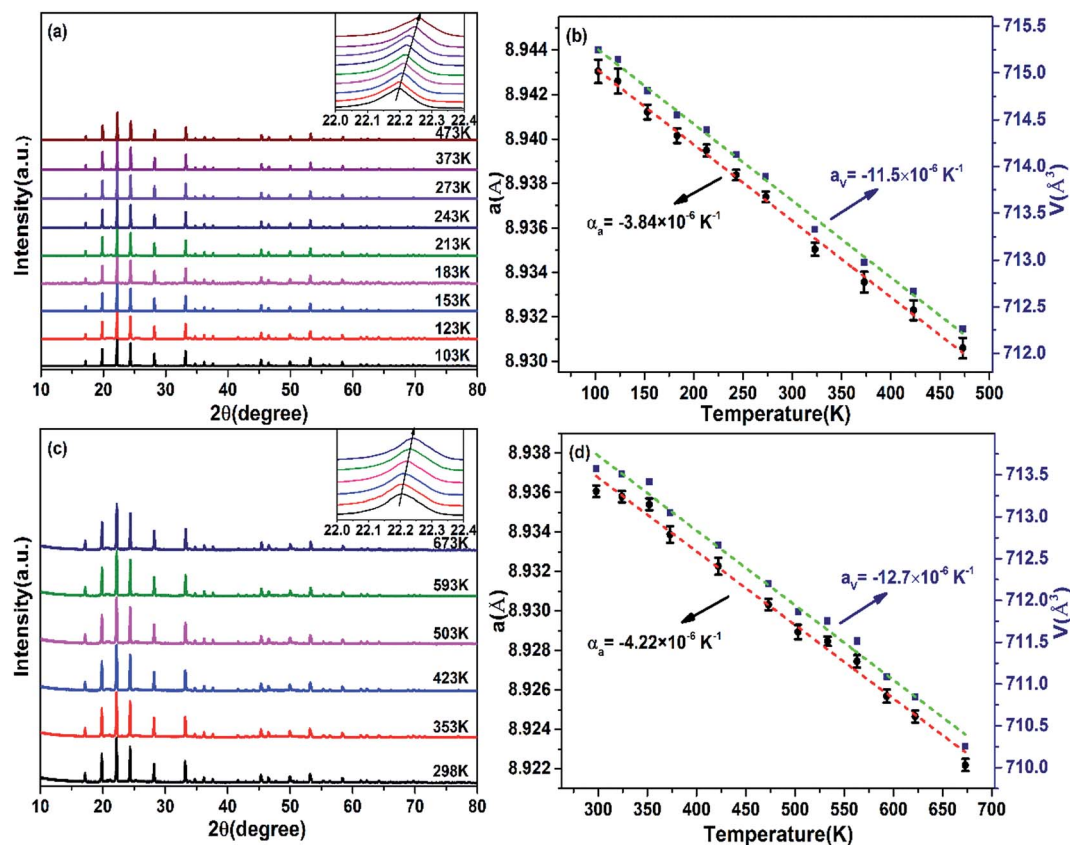 (a)
22.0 22.1 22.2 22.3 22.4
473K
373K
273K
243K
213K
183K
153K
123K
103K
Intensity(a.u.)
10 20 30 40 50 60 70 80
2θ(degree)
(b)
8.944
8.942
8.940
8.938
8.936
8.934
8.932
8.930
a(Å)
αₐ= -3.84×10⁻⁶ K⁻¹
aᵥ= -11.5×10⁻⁶ K⁻¹
715.5
715.0
714.5
714.0
713.5
713.0
712.5
712.0
V(Å³)
50 100 150 200 250 300 350 400 450 500
Temperature(K)
(c)
22.0 22.1 22.2 22.3 22.4
673K
593K
503K
423K
353K
298K
Intensity(a.u.)
10 20 30 40 50 60 70 80
2θ(degree)
(d)
8.938
8.936
8.934
8.932
8.930
8.928
8.926
8.924
8.922
a(Å)
αₐ= -4.22×10⁻⁶ K⁻¹
aᵥ= -12.7×10⁻⁶ K⁻¹
713.5
713.0
712.5
712.0
711.5
711.0
710.5
710.0
V(Å³)
300 350 400 450 500 550 600 650 700
Temperature(K)